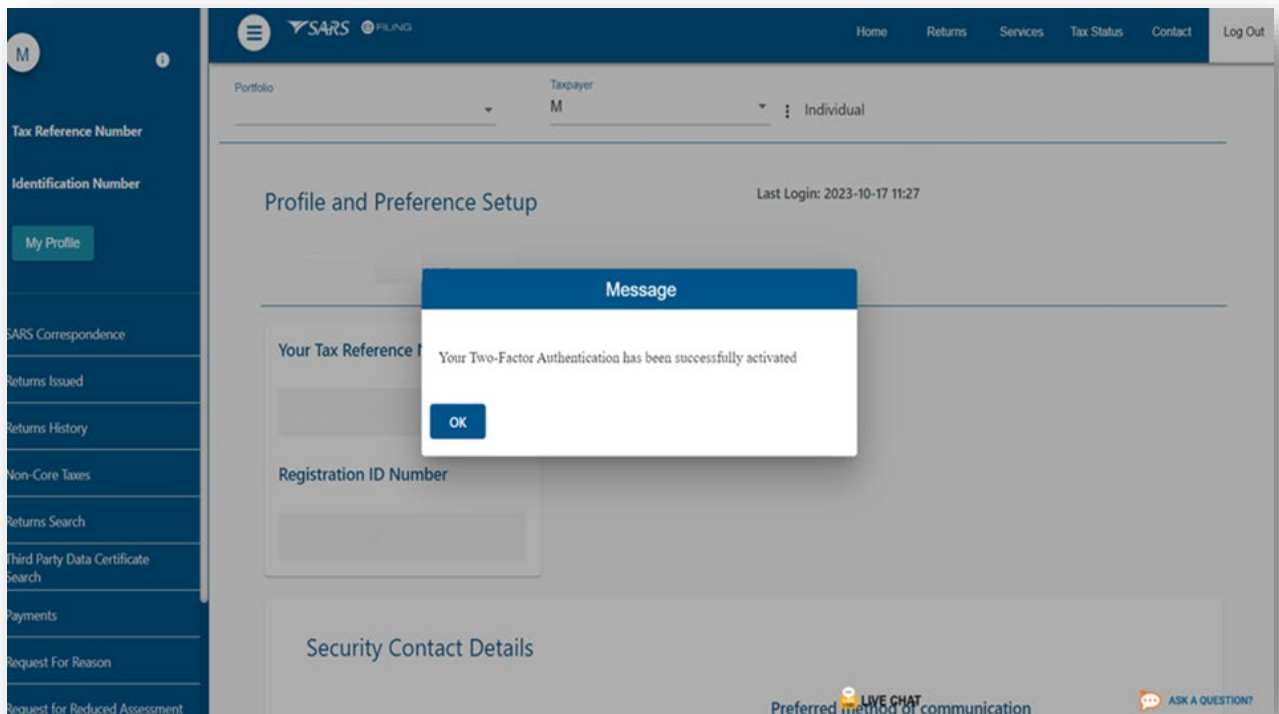 SARS eFILING
Home Returns Services Tax Status Contact Log Out
M
i
Tax Reference Number
Identification Number
My Profile
SARS Correspondence
Returns Issued
Returns History
Non-Core Taxes
Returns Search
Third Party Data Certificate
Search
Payments
Request For Reason
Request for Reduced Assessment
Portfolio
Taxpayer
M
Individual
Profile and Preference Setup
Last Login: 2023-10-17 11:27
Message
Your Two-Factor Authentication has been successfully activated
OK
Your Tax Reference
Registration ID Number
Security Contact Details
Preferred method of communication
LIVE CHAT
ASK A QUESTION?